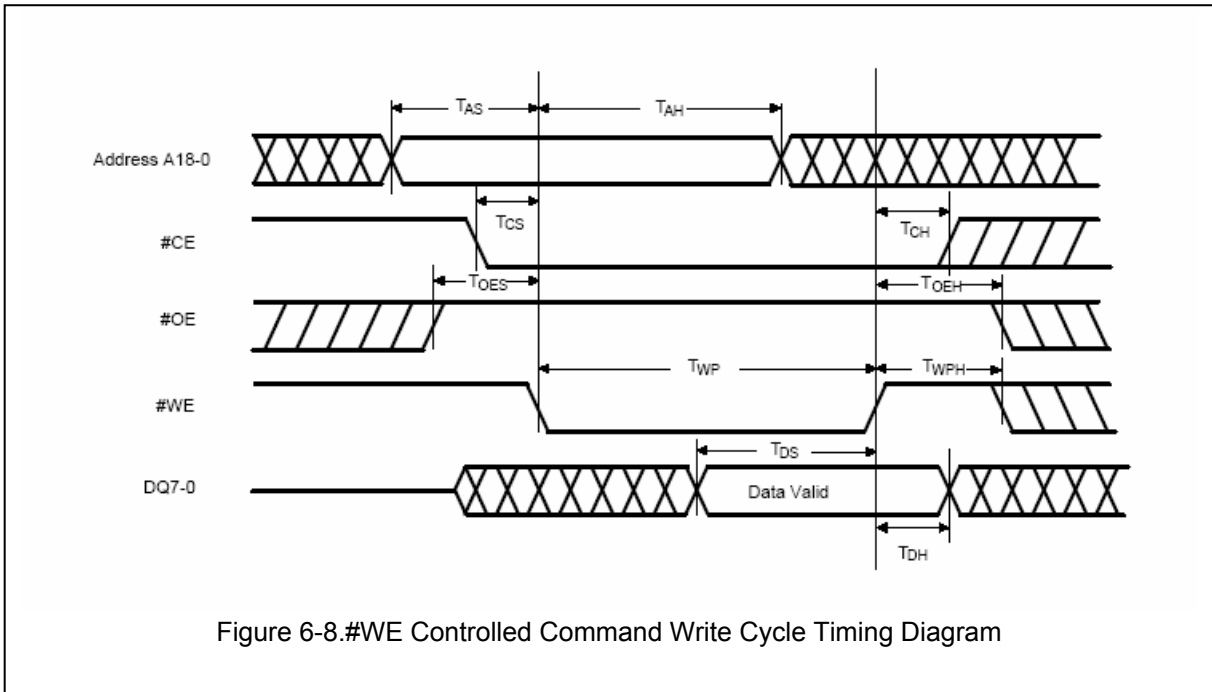 TAS
TAH
Address A18-0
TCS
TCH
#CE
TOES
TOEH
#OE
TWP
TWPH
#WE
TDS
DQ7-0
Data Valid
TDH
Figure 6-8.#WE Controlled Command Write Cycle Timing Diagram